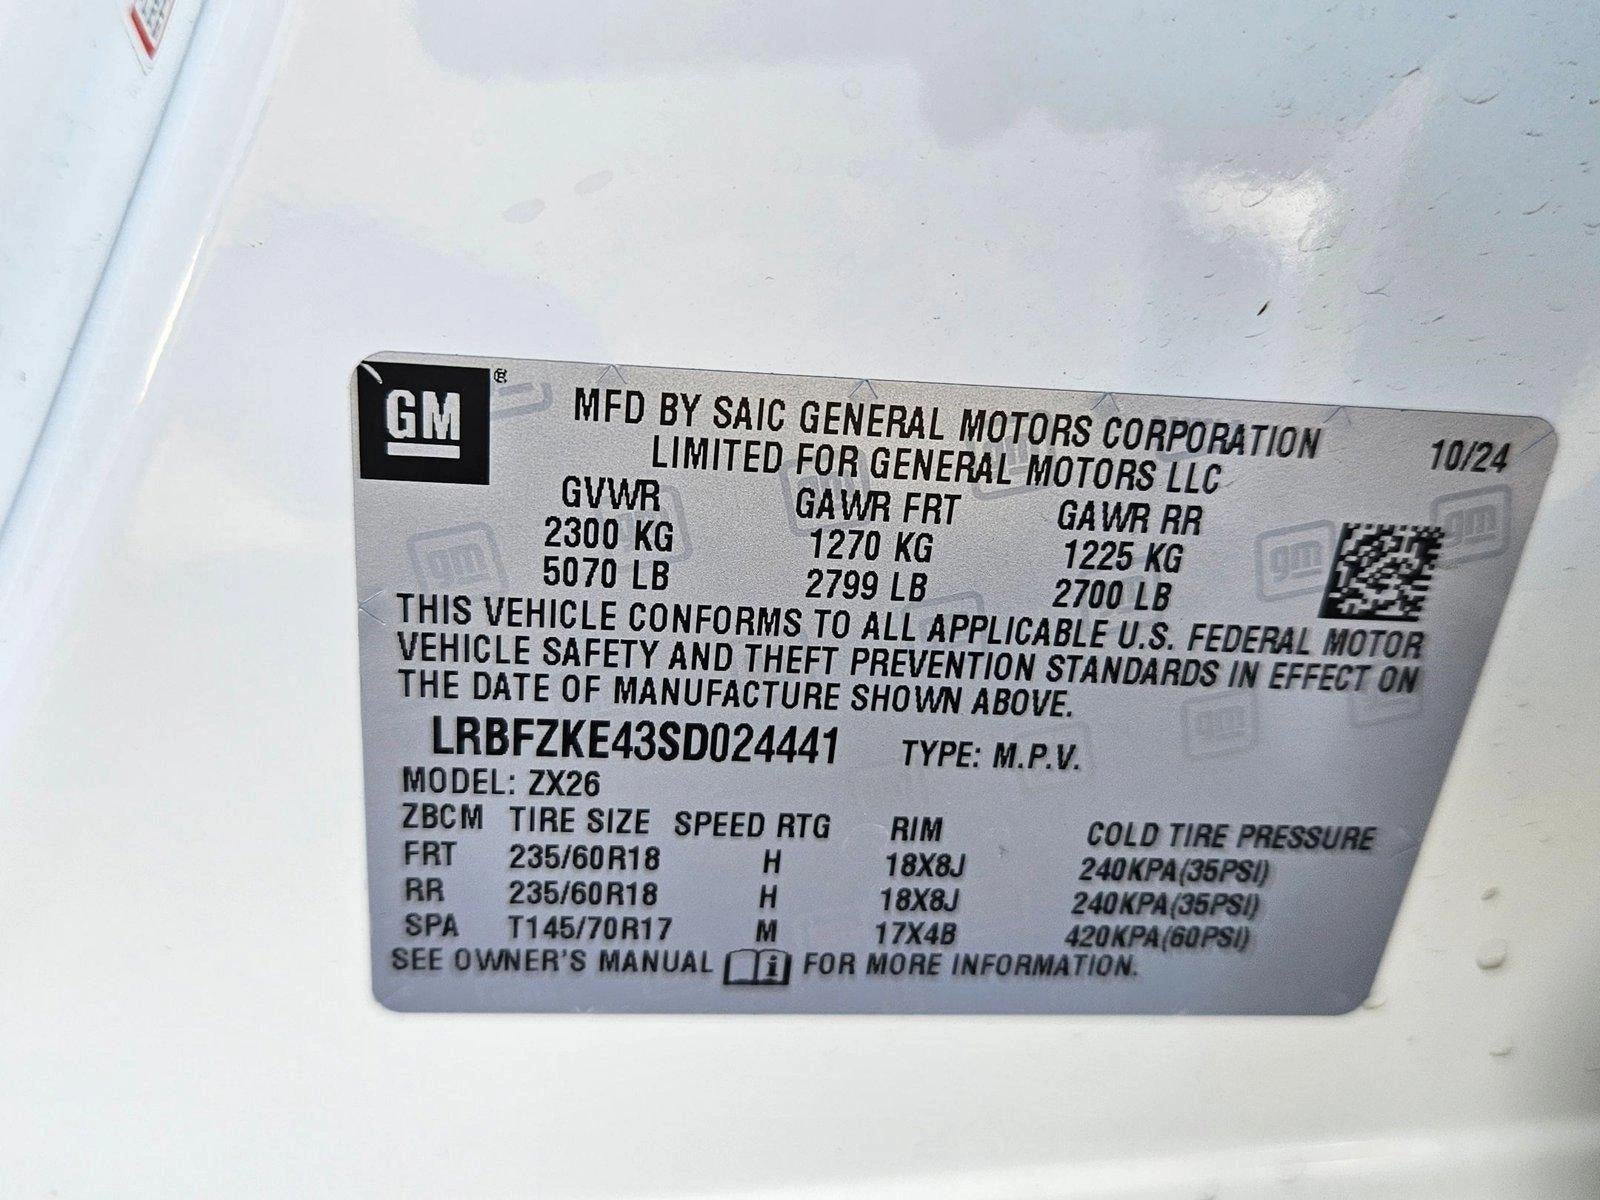 GM ®
MFD BY SAIC GENERAL MOTORS CORPORATION 10/24
LIMITED FOR GENERAL MOTORS LLC
GVWR GAWR FRT GAWR RR
2300 KG 1270 KG 1225 KG
5070 LB 2799 LB 2700 LB
THIS VEHICLE CONFORMS TO ALL APPLICABLE U.S. FEDERAL MOTOR
VEHICLE SAFETY AND THEFT PREVENTION STANDARDS IN EFFECT ON
THE DATE OF MANUFACTURE SHOWN ABOVE.
LRBFZKE43SD024441 TYPE: M.P.V.
MODEL: ZX26
ZBCM TIRE SIZE SPEED RTG RIM COLD TIRE PRESSURE
FRT 235/60R18 H 18X8J 240KPA(35PSI)
RR 235/60R18 H 18X8J 240KPA(35PSI)
SPA T145/70R17 M 17X4B 420KPA(60PSI)
SEE OWNER'S MANUAL i FOR MORE INFORMATION.